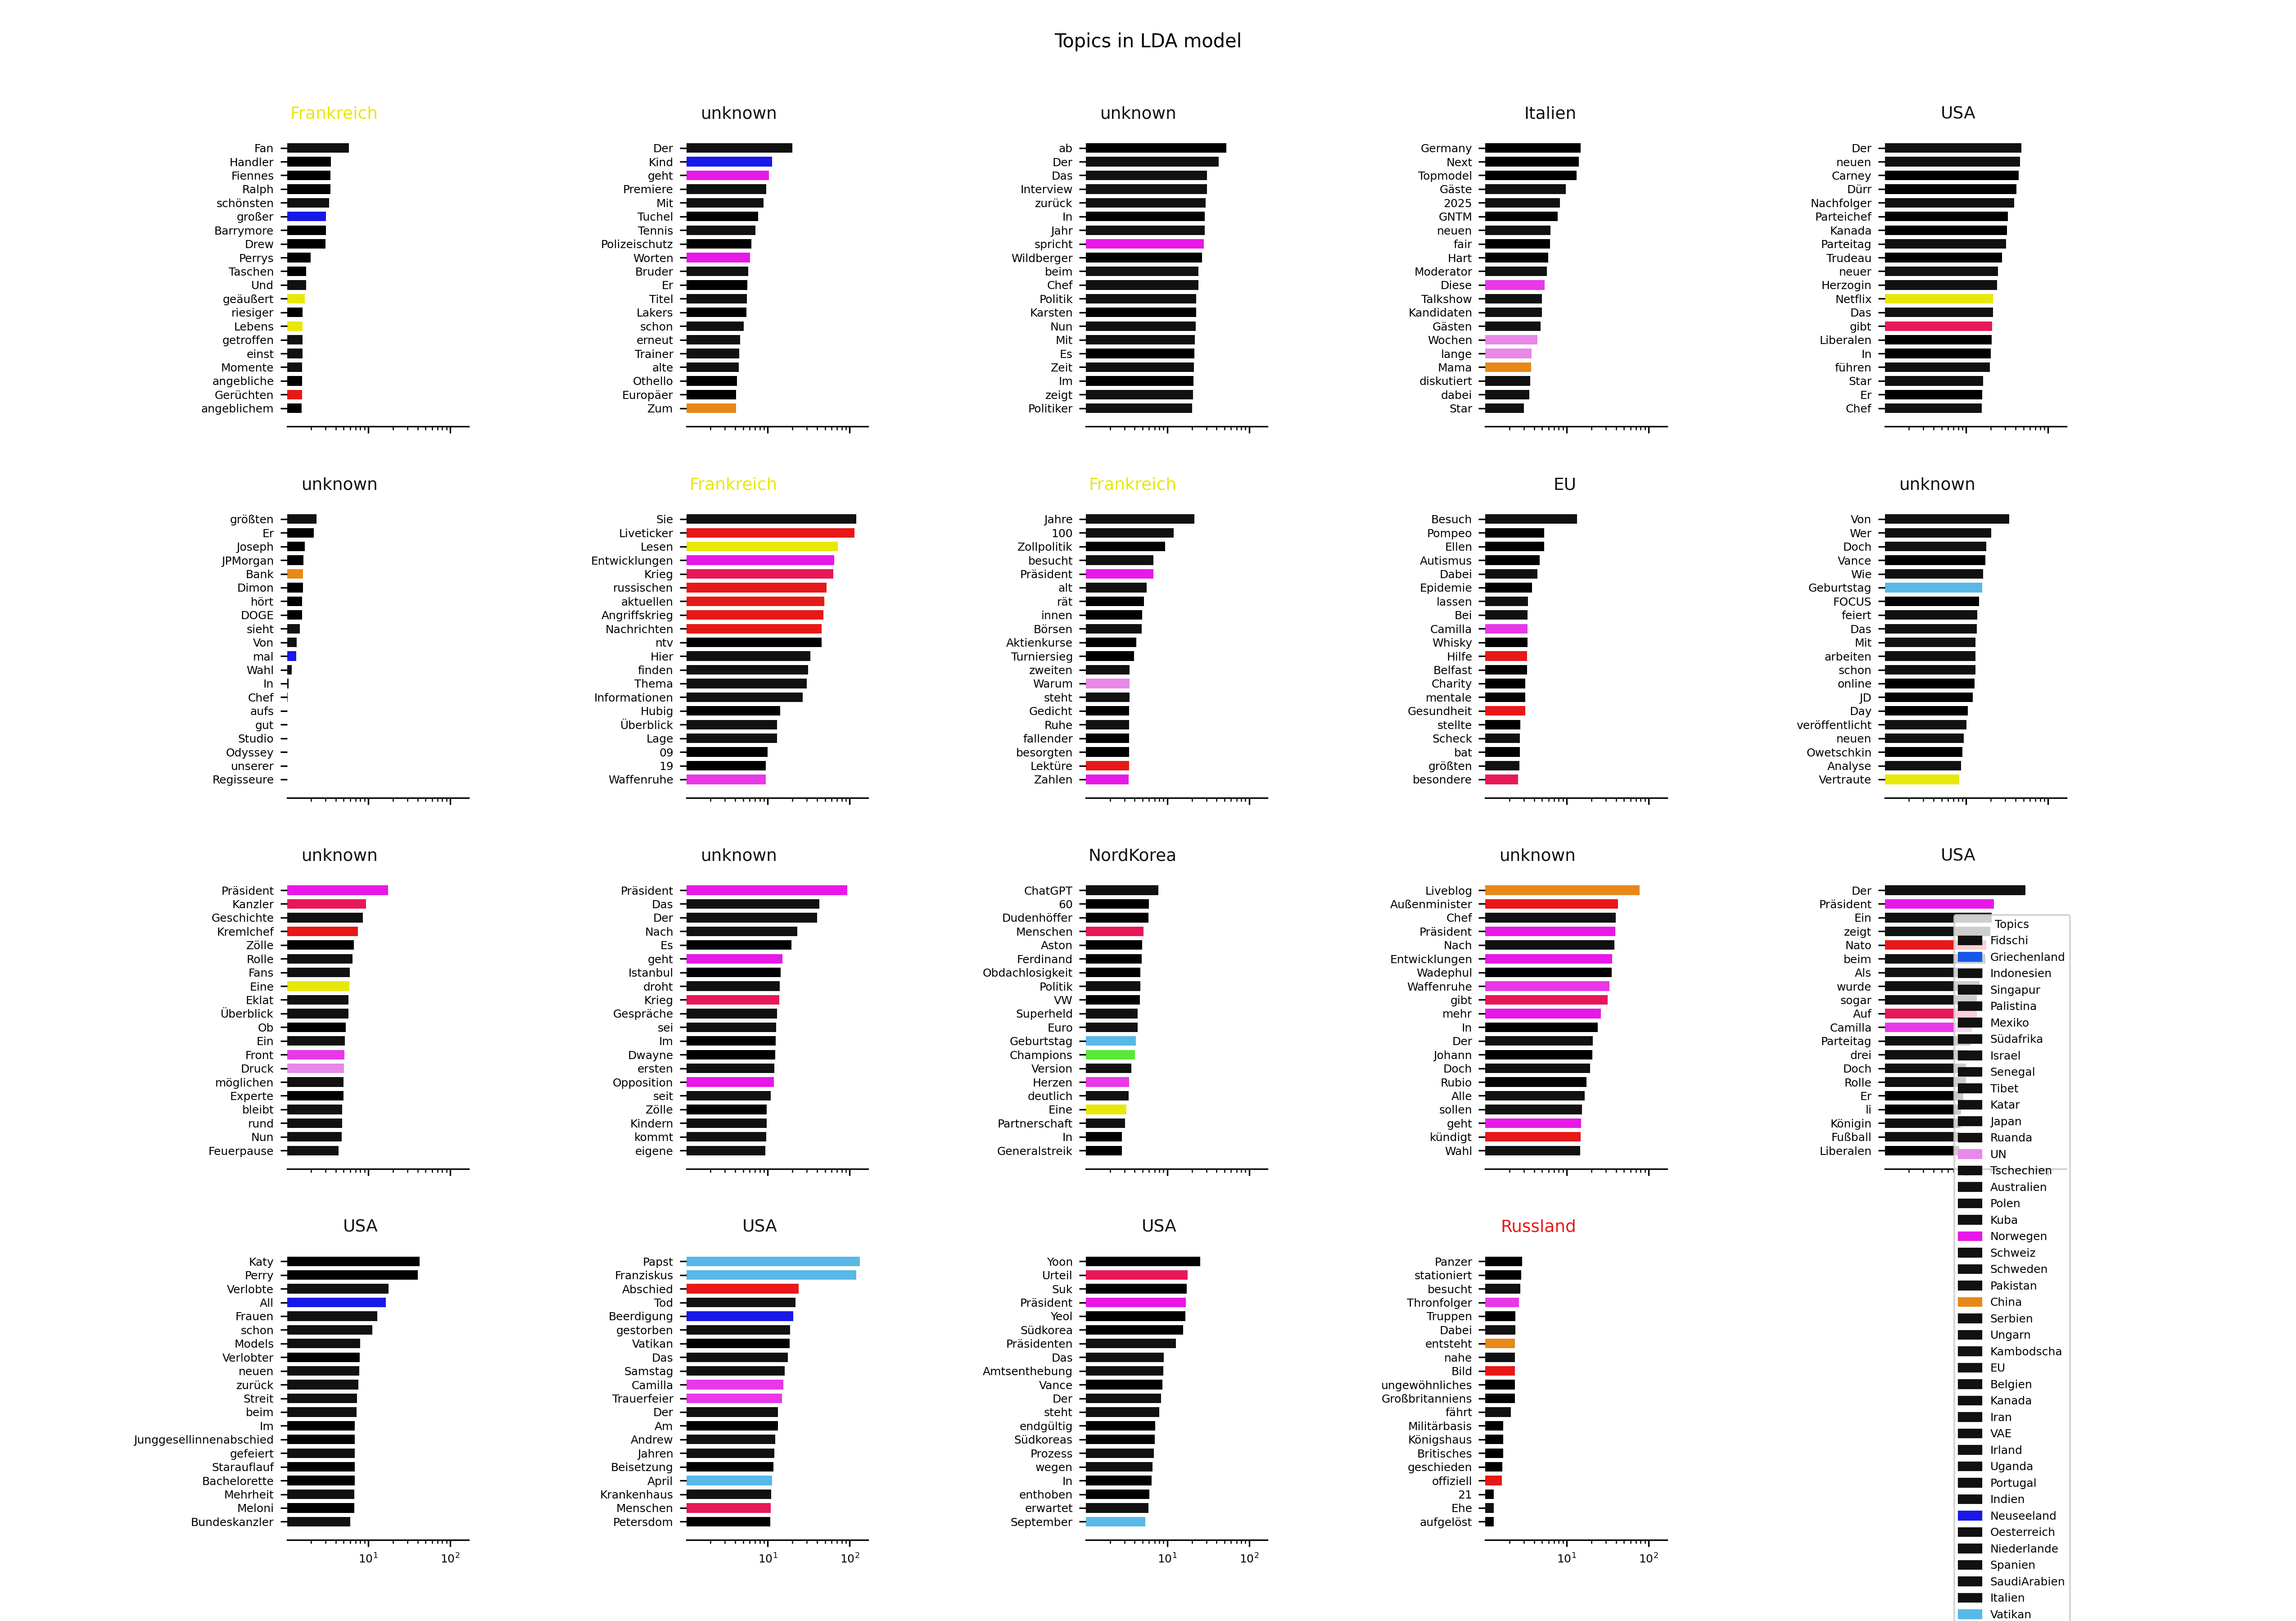 Topics in LDA model
Frankreich
Fan
Handler
Fiennes
Ralph
schönsten
großer
Barrymore
Drew
Perrys
Taschen
Und
geäußert
riesiger
Lebens
getroffen
einst
Momente
angebliche
Gerüchten
angeblichem
unknown
Der
Kind
geht
Premiere
Mit
Tuchel
Tennis
Polizeischutz
Worten
Bruder
Er
Titel
Lakers
schon
erneut
Trainer
alte
Othello
Europäer
Zum
unknown
ab
Der
Das
Interview
zurück
In
Jahr
spricht
Wildberger
beim
Chef
Politik
Karsten
Nun
Mit
Es
Zeit
Im
zeigt
Politiker
Italien
Germany
Next
Topmodel
Gäste
2025
GNTM
neuen
fair
Hart
Moderator
Diese
Talkshow
Kandidaten
Gästen
Wochen
lange
Mama
diskutiert
dabei
Star
USA
Der
neuen
Carney
Dürr
Nachfolger
Parteichef
Kanada
Parteitag
Trudeau
neuer
Herzogin
Netflix
Das
gibt
Liberalen
In
führen
Star
Er
Chef
unknown
größten
Er
Joseph
JPMorgan
Bank
Dimon
hört
DOGE
sieht
Von
mal
Wahl
In
Chef
aufs
gut
Studio
Odyssey
unserer
Regisseure
Frankreich
Sie
Liveticker
Lesen
Entwicklungen
Krieg
russischen
aktuellen
Angriffskrieg
Nachrichten
ntv
Hier
finden
Thema
Informationen
Hubig
Überblick
Lage
09
19
Waffenruhe
Frankreich
Jahre
100
Zollpolitik
besucht
Präsident
alt
rät
innen
Börsen
Aktienkurse
Turniersieg
zweiten
Warum
steht
Gedicht
Ruhe
fallender
besorgten
Lektüre
Zahlen
EU
Besuch
Pompeo
Ellen
Autismus
Dabei
Epidemie
lassen
Bei
Camilla
Whisky
Hilfe
Belfast
Charity
mentale
Gesundheit
stellte
Scheck
bat
größten
besondere
unknown
Von
Wer
Doch
Vance
Wie
Geburtstag
FOCUS
feiert
Das
Mit
arbeiten
schon
online
JD
Day
veröffentlicht
neuen
Owetschkin
Analyse
Vertraute
unknown
Präsident
Kanzler
Geschichte
Kremlchef
Zölle
Rolle
Fans
Eine
Eklat
Überblick
Ob
Ein
Front
Druck
möglichen
Experte
bleibt
rund
Nun
Feuerpause
unknown
Präsident
Das
Der
Nach
Es
geht
Istanbul
droht
Krieg
Gespräche
sei
Im
Dwayne
ersten
Opposition
seit
Zölle
Kindern
kommt
eigene
NordKorea
ChatGPT
60
Dudenhöffer
Menschen
Aston
Ferdinand
Obdachlosigkeit
Politik
VW
Superheld
Euro
Geburtstag
Champions
Version
Herzen
deutlich
Eine
Partnerschaft
In
Generalstreik
unknown
Liveblog
Außenminister
Chef
Präsident
Nach
Entwicklungen
Wadephul
Waffenruhe
gibt
mehr
In
Der
Johann
Doch
Rubio
Alle
sollen
geht
kündigt
Wahl
USA
Der
Präsident
Ein
zeigt
Nato
beim
Als
wurde
sogar
Auf
Camilla
Parteitag
drei
Doch
Rolle
Er
li
Königin
Fußball
Liberalen
USA
Katy
Perry
Verlobte
All
Frauen
schon
Models
Verlobter
neuen
zurück
Streit
beim
Im
Junggesellinnenabschied
gefeiert
Starauflauf
Bachelorette
Mehrheit
Meloni
Bundeskanzler
10^1 10^2
USA
Papst
Franziskus
Abschied
Tod
Beerdigung
gestorben
Vatikan
Das
Samstag
Camilla
Trauerfeier
Der
Am
Andrew
Jahren
Beisetzung
April
Krankenhaus
Menschen
Petersdom
10^1 10^2
USA
Yoon
Urteil
Suk
Präsident
Yeol
Südkorea
Präsidenten
Das
Amtsenthebung
Vance
Der
steht
endgültig
Südkoreas
Prozess
wegen
In
enthoben
erwartet
September
10^1 10^2
Russland
Panzer
stationiert
besucht
Thronfolger
Truppen
Dabei
entsteht
nahe
Bild
ungewöhnliches
Großbritanniens
fährt
Militärbasis
Königshaus
Britisches
geschieden
offiziell
21
Ehe
aufgelöst
10^1 10^2
Topics
Fidschi
Griechenland
Indonesien
Singapur
Palistina
Mexiko
Südafrika
Israel
Senegal
Tibet
Katar
Japan
Ruanda
UN
Tschechien
Australien
Polen
Kuba
Norwegen
Schweiz
Schweden
Pakistan
China
Serbien
Ungarn
Kambodscha
EU
Belgien
Kanada
Iran
VAE
Irland
Uganda
Portugal
Indien
Neuseeland
Oesterreich
Niederlande
Spanien
SaudiArabien
Italien
Vatikan